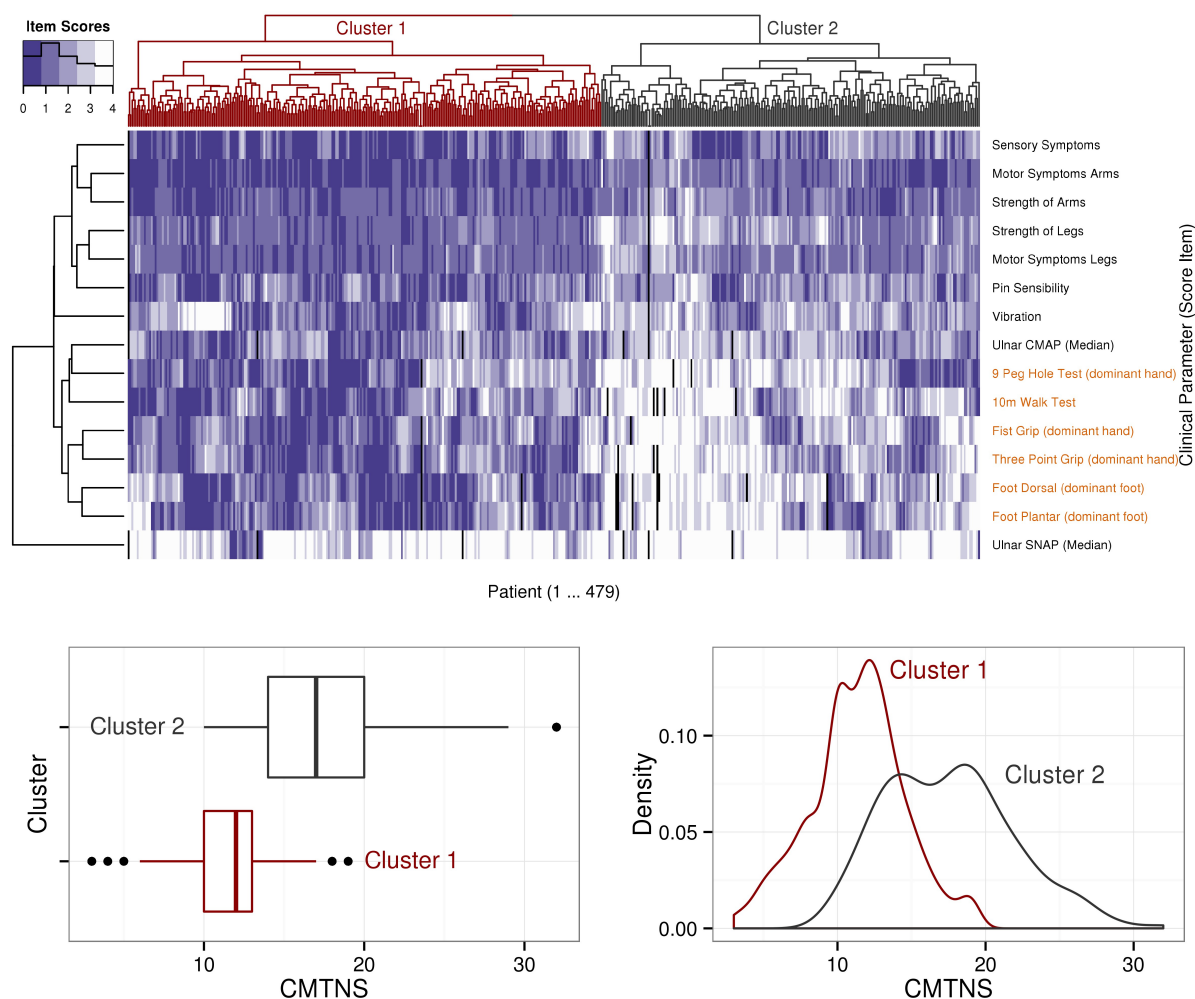 Item Scores
0 1 2 3 4
Cluster 1
Cluster 2
Sensory Symptoms
Motor Symptoms Arms
Strength of Arms
Strength of Legs
Motor Symptoms Legs
Pin Sensibility
Vibration
Ulnar CMAP (Median)
9 Peg Hole Test (dominant hand)
10m Walk Test
Fist Grip (dominant hand)
Three Point Grip (dominant hand)
Foot Dorsal (dominant foot)
Foot Plantar (dominant foot)
Ulnar SNAP (Median)
Clinical Parameter (Score Item)
Patient (1 ... 479)
Cluster
Cluster 2
Cluster 1
10 20 30
CMTNS
Density
0.10
0.05
0.00
Cluster 1
Cluster 2
10 20 30
CMTNS